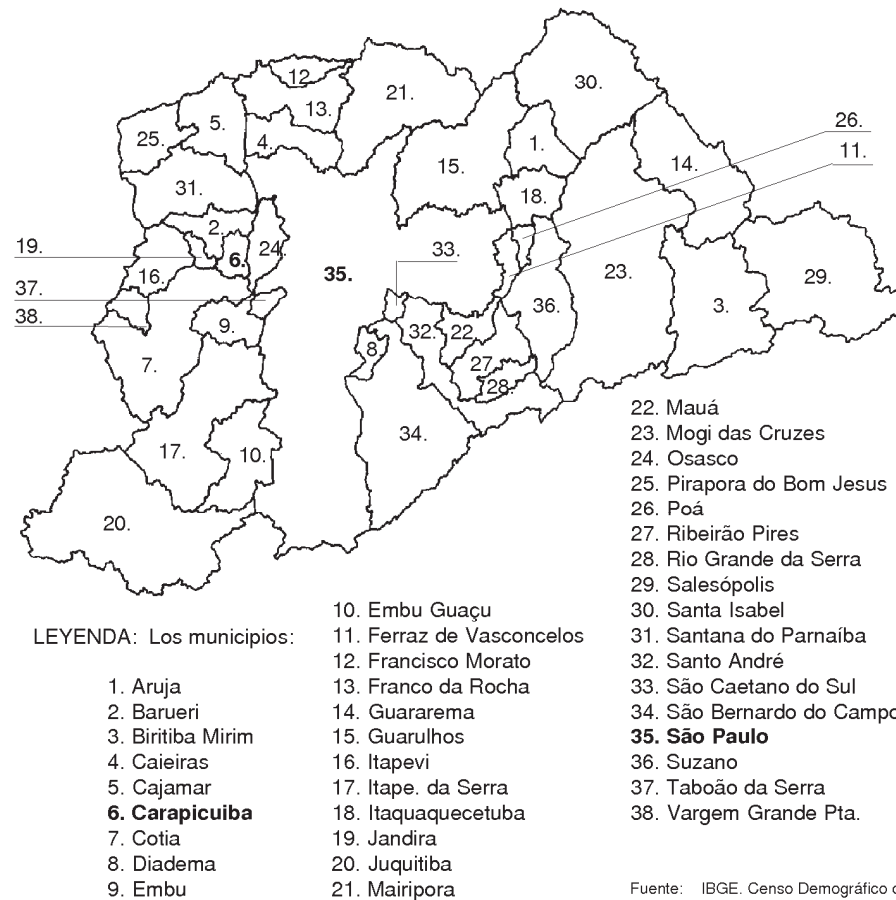 12.
30.
21.
13.
5.
26.
25.
4.
1.
11.
15.
14.
31.
18.
2.
19.
24.
33.
6.
16.
35.
23.
29.
37.
36.
3.
38.
9.
32.
22.
8.
7.
27.
28.
34.
17.
10.
20.
LEYENDA: Los municipios:
1. Aruja
2. Barueri
3. Biritiba Mirim
4. Caieiras
5. Cajamar
6. Carapicuiba
7. Cotia
8. Diadema
9. Embu
10. Embu Guaçu
11. Ferraz de Vasconcelos
12. Francisco Morato
13. Franco da Rocha
14. Guararema
15. Guarulhos
16. Itapevi
17. Itape. da Serra
18. Itaquaquecetuba
19. Jandira
20. Juquitiba
21. Mairipora
22. Mauá
23. Mogi das Cruzes
24. Osasco
25. Pirapora do Bom Jesus
26. Poá
27. Ribeirão Pires
28. Rio Grande da Serra
29. Salesópolis
30. Santa Isabel
31. Santana do Parnaíba
32. Santo André
33. São Caetano do Sul
34. São Bernardo do Campo
35. São Paulo
36. Suzano
37. Taboão da Serra
38. Vargem Grande Pta.
Fuente: IBGE. Censo Demográfico